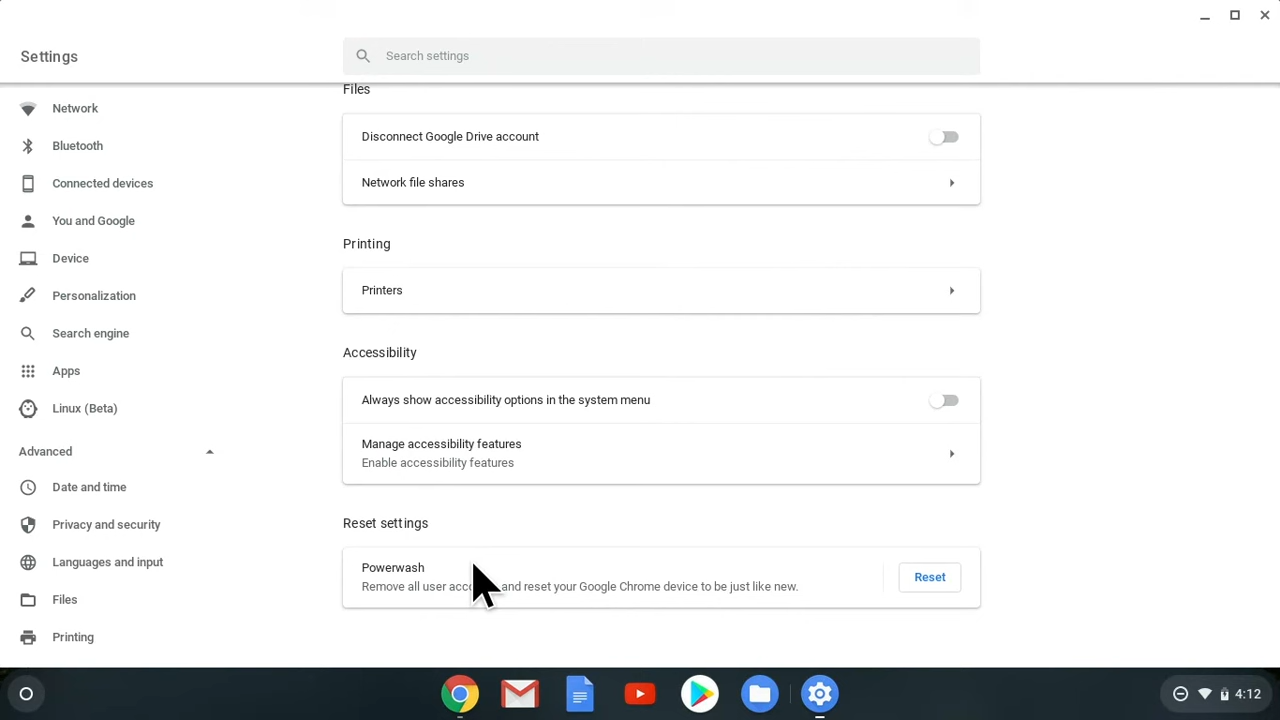 Settings
Search settings
Network
Bluetooth
Connected devices
You and Google
Device
Personalization
Search engine
Apps
Linux (Beta)
Advanced
Date and time
Privacy and security
Languages and input
Files
Printing
Files
Disconnect Google Drive account
Network file shares
Printing
Printers
Accessibility
Always show accessibility options in the system menu
Manage accessibility features
Enable accessibility features
Reset settings
Powerwash
Remove all user and reset your Google Chrome device to be just like new.
Reset
4:12